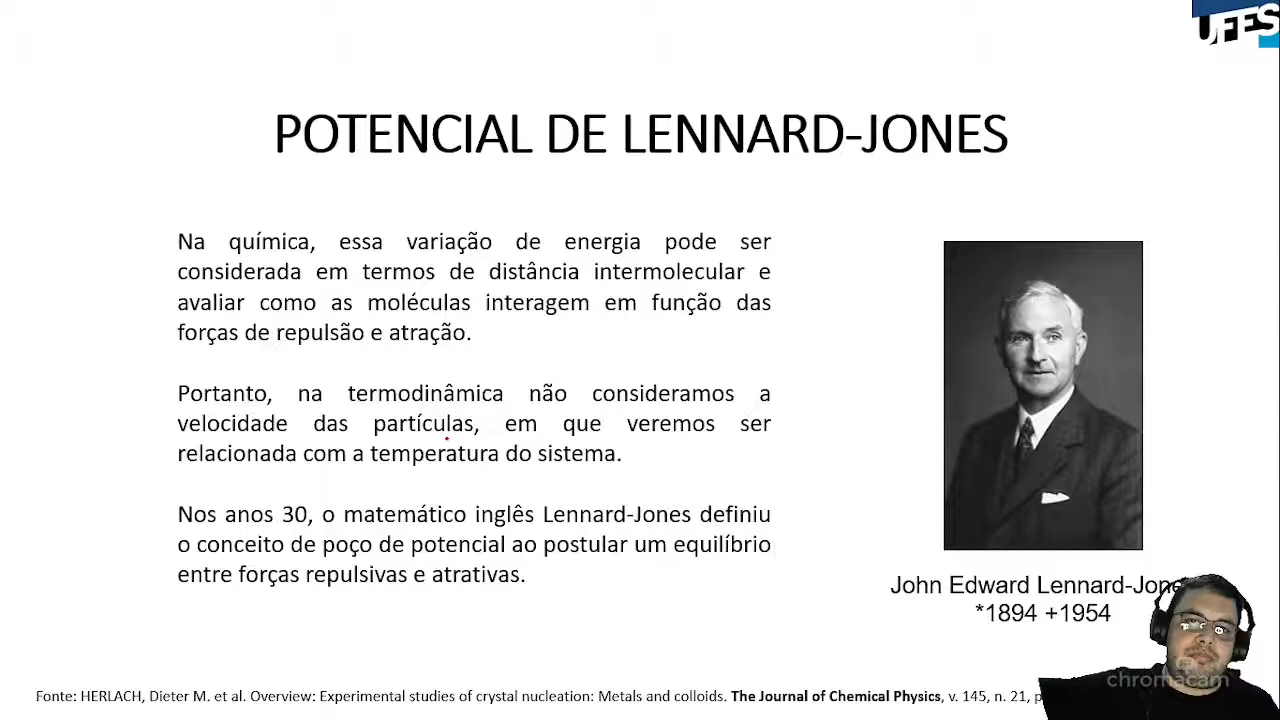 UFES
POTENCIAL DE LENNARD-JONES
Na química, essa variação de energia pode ser
considerada em termos de distância intermolecular e
avaliar como as moléculas interagem em função das
forças de repulsão e atração.
Portanto, na termodinâmica não consideramos a
velocidade das partículas, em que veremos ser
relacionada com a temperatura do sistema.
Nos anos 30, o matemático inglês Lennard-Jones definiu
o conceito de poço de potencial ao postular um equilíbrio
entre forças repulsivas e atrativas.
John Edward Lennard-Jone
*1894 +1954
chromacam
Fonte: HERLACH, Dieter M. et al. Overview: Experimental studies of crystal nucleation: Metals and colloids. The Journal of Chemical Physics, v. 145, n. 21, p